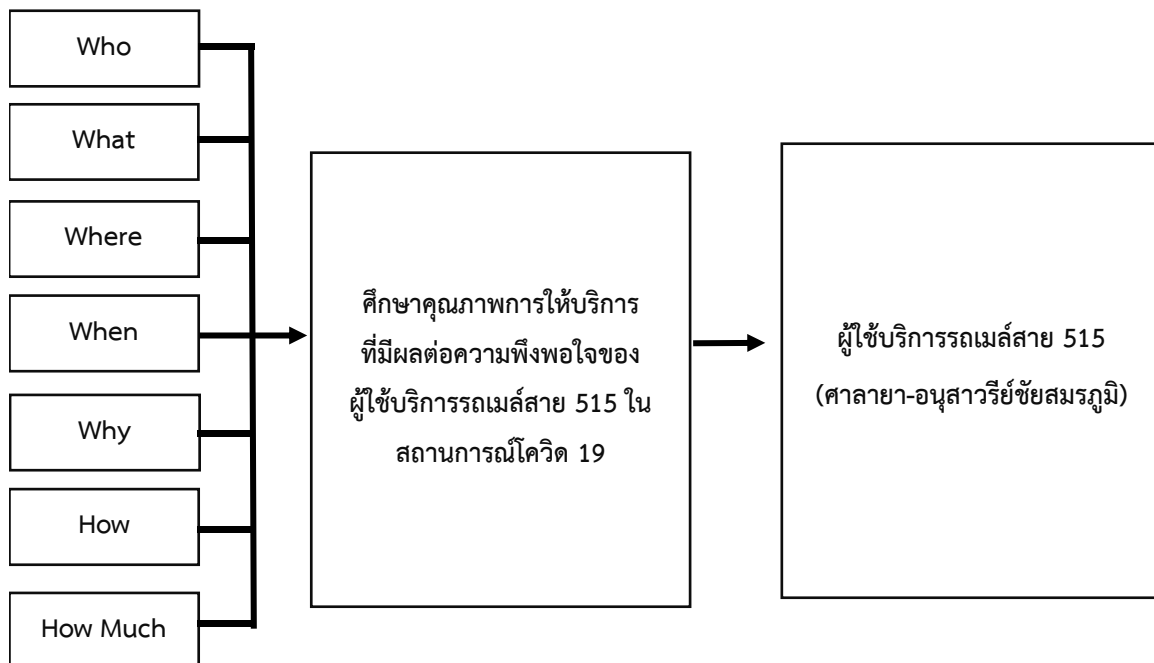 Who
What
Where
When
Why
How
How Much
ศึกษาคุณภาพการให้บริการ
ที่มีผลต่อความพึงพอใจของ
ผู้ใช้บริการรถเมล์สาย 515 ใน
สถานการณ์โควิด 19
ผู้ใช้บริการรถเมล์สาย 515
(ศาลายา-อนุสาวรีย์ชัยสมรภูมิ)